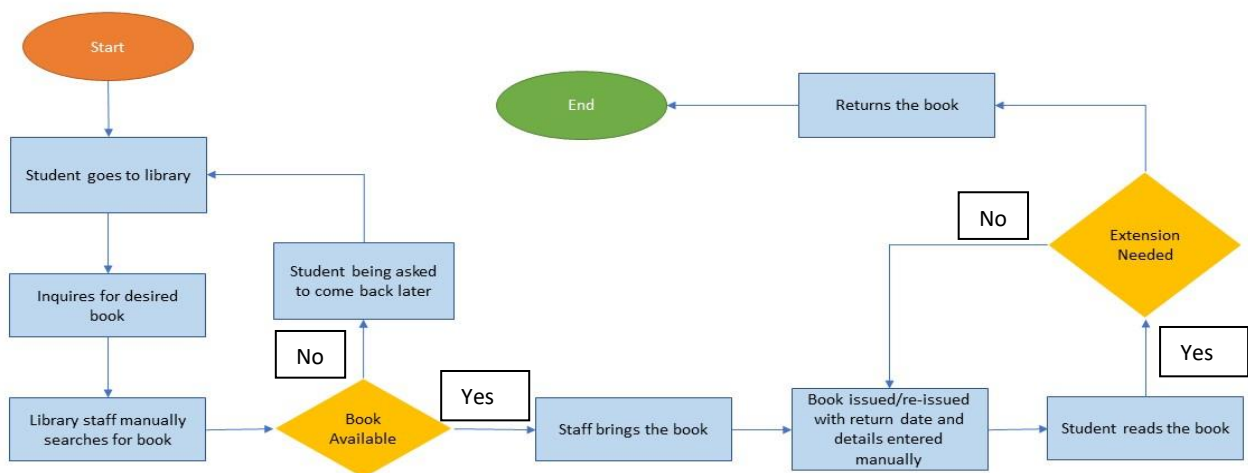 Start
Student goes to library
Inquires for desired
book
Library staff manually
searches for book
Book
Available
No
Student being asked
to come back later
Yes
Staff brings the book
Book issued/re-issued
with return date and
details entered
manually
Student reads the book
Yes
Extension
Needed
No
Returns the book
End